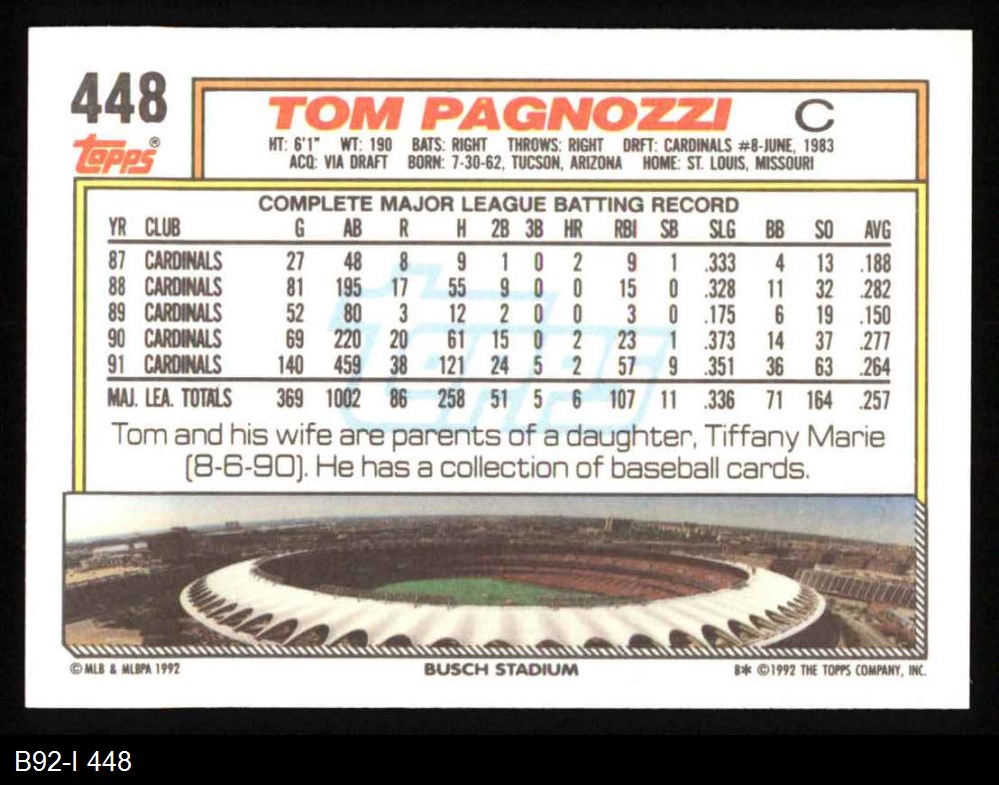 448
topps®
TOM PAGNOZZI C
HT: 6'1" WT: 190 BATS: RIGHT THROWS: RIGHT DRFT: CARDINALS #8-JUNE, 1983
ACQ: VIA DRAFT BORN: 7-30-62, TUCSON, ARIZONA HOME: ST. LOUIS, MISSOURI
COMPLETE MAJOR LEAGUE BATTING RECORD
YR CLUB G AB R H 2B 3B HR RBI SB SLG BB SO AVG
87 CARDINALS 27 48 8 9 1 0 2 9 1 .333 4 13 .188
88 CARDINALS 81 195 17 55 9 0 0 15 0 .328 11 32 .282
89 CARDINALS 52 80 3 12 2 0 0 3 0 .175 6 19 .150
90 CARDINALS 69 220 20 61 15 0 2 23 1 .373 14 37 .277
91 CARDINALS 140 459 38 121 24 5 2 57 9 .351 36 63 .264
MAJ. LEA. TOTALS 369 1002 86 258 51 5 6 107 11 .336 71 164 .257
topps
Tom and his wife are parents of a daughter, Tiffany Marie
(8-6-90). He has a collection of baseball cards.
© MLB & MLBPA 1992 BUSCH STADIUM B* ©1992 THE TOPPS COMPANY, INC.
B92-I 448